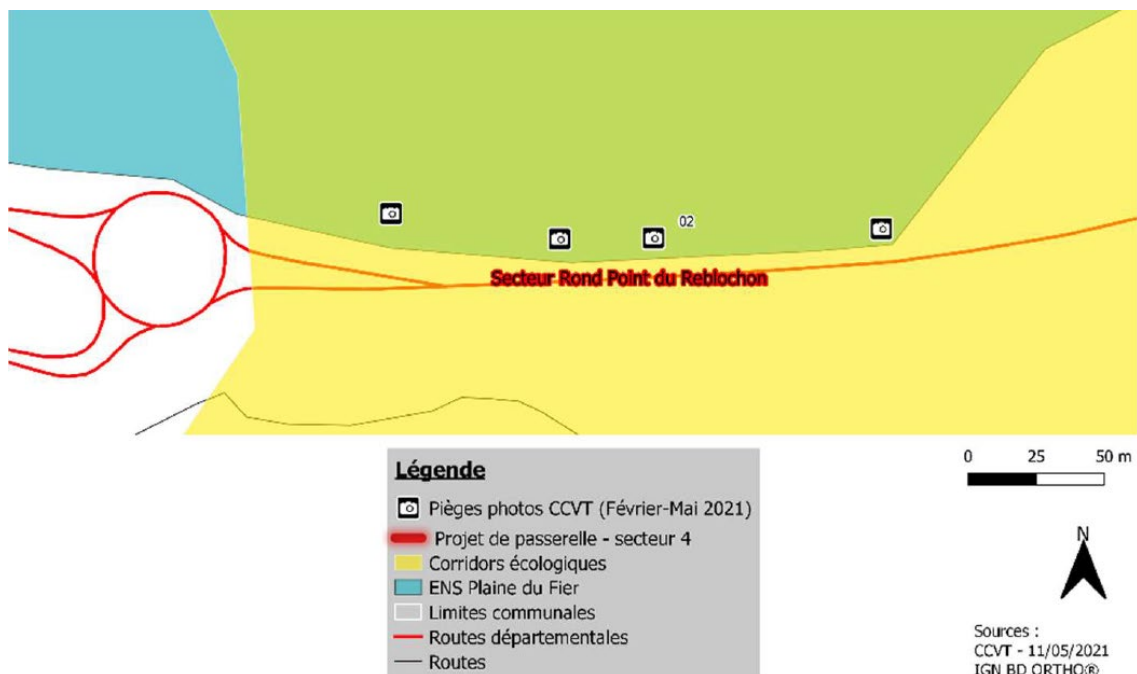 02
Secteur Rond Point du Reblochon
Légende
Pièges photos CCVT (Février-Mai 2021)
Projet de passerelle - secteur 4
Corridors écologiques
ENS Plaine du Fier
Limites communales
Routes départementales
Routes
0 25 50 m
N
Sources :
CCVT - 11/05/2021
IGN BD ORTHO®